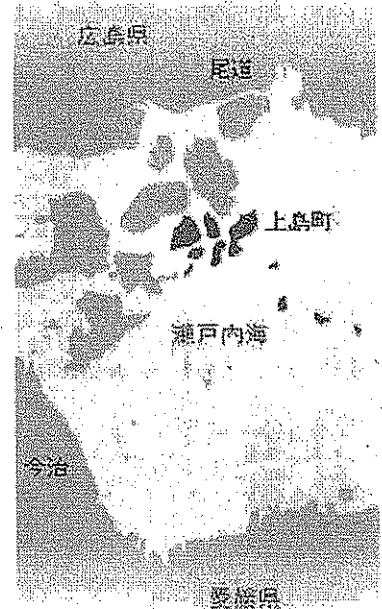 広島県
尾道
上島町
瀬戸内海
今治
愛媛県